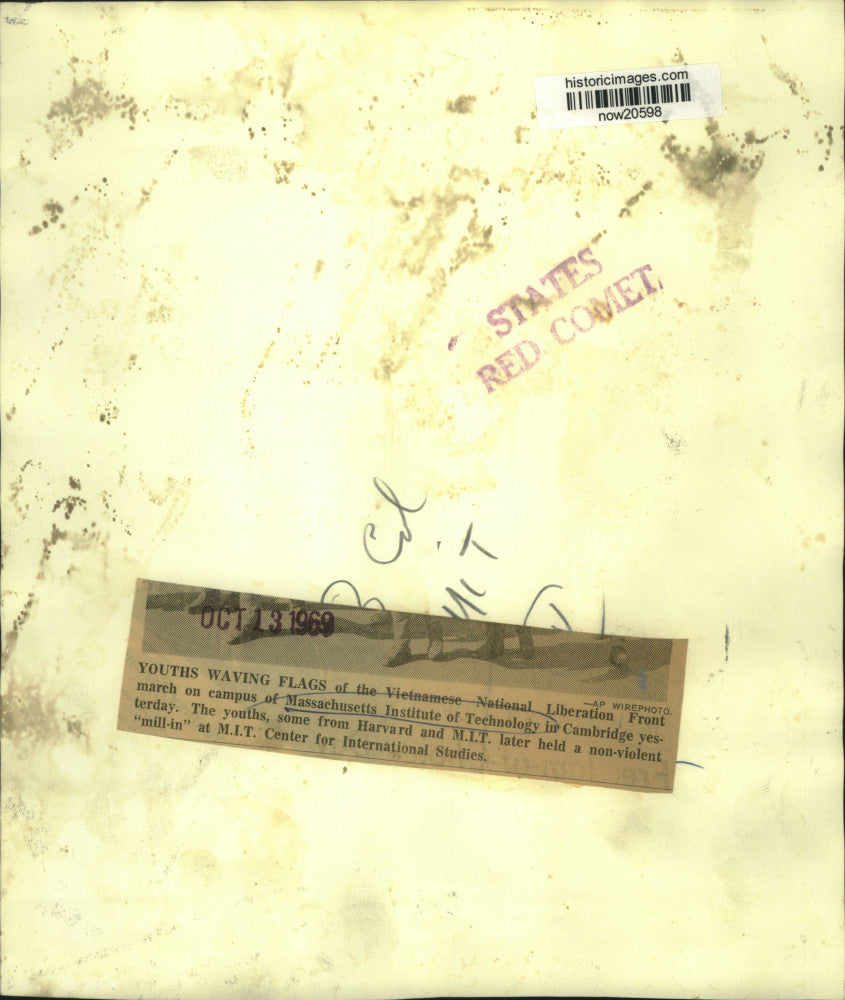 historicimages.com
now20598
STATES
RED COMET
MIT
OCT 13 1969
—AP WIREPHOTO.
YOUTHS WAVING FLAGS of the Vietnamese National Liberation Front
march on campus of Massachusetts Institute of Technology in Cambridge yes-
terday. The youths, some from Harvard and M.I.T. later held a non-violent
“mill-in” at M.I.T. Center for International Studies.